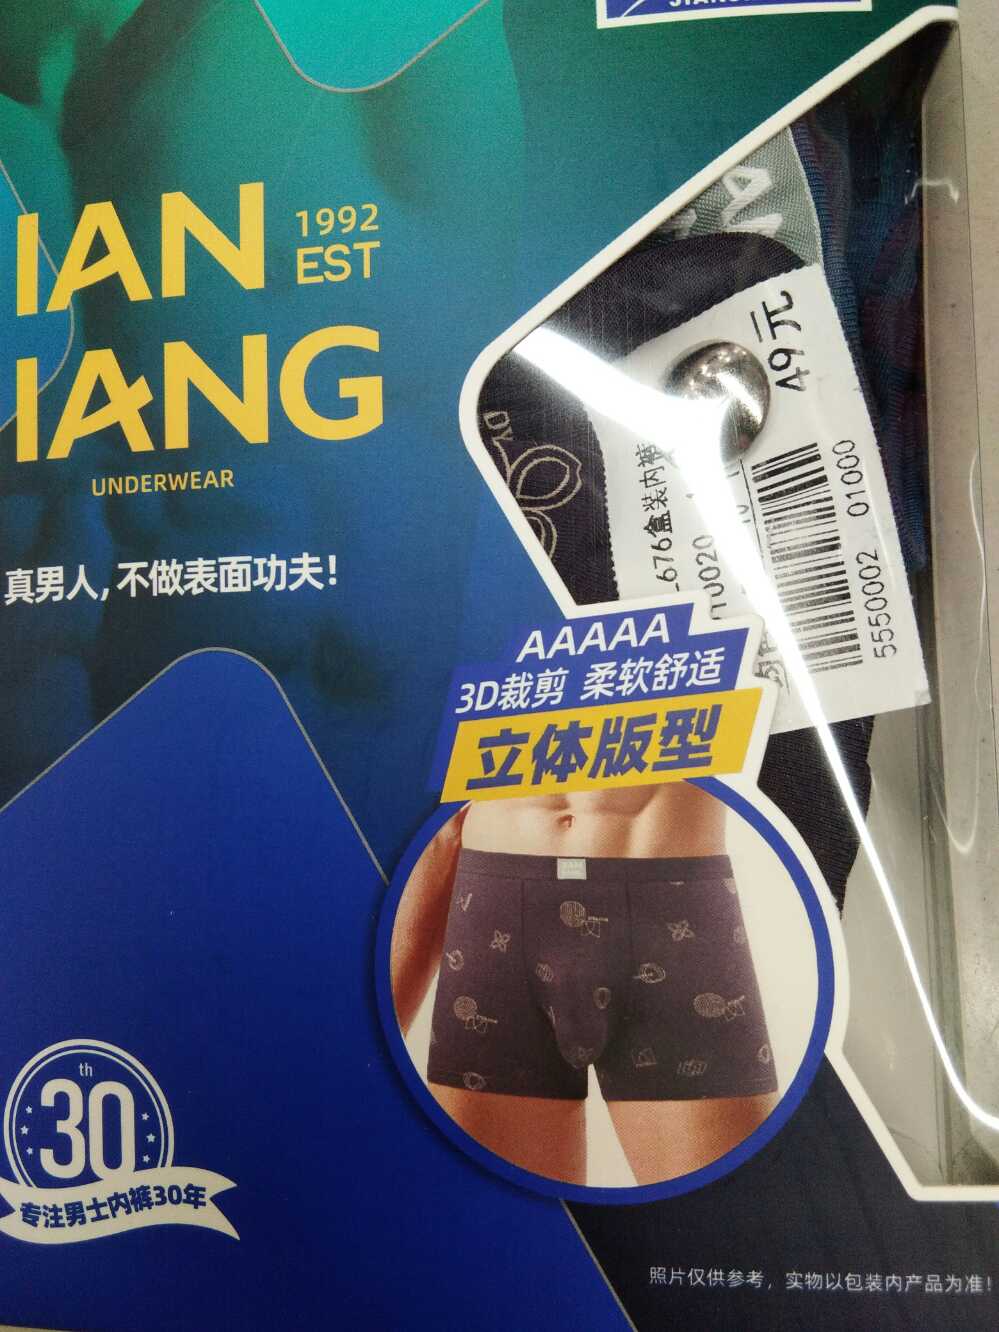 IAN
1992
EST
IANG
UNDERWEAR
真男人,不做表面功夫!
49元
676盒装内裤
5550002 01000
AAAAA
3D裁剪 柔软舒适
立体版型
th
30
专注男士内裤30年
照片仅供参考，实物以包装内产品为准!